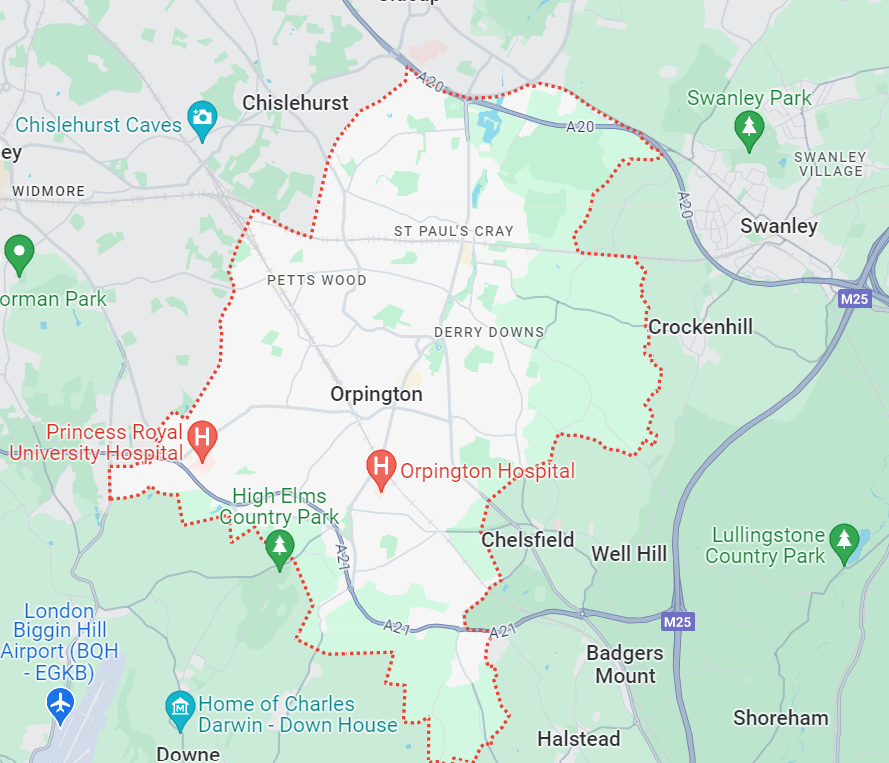 A20
Chislehurst
Swanley Park
Chislehurst Caves
A20
ey
SWANLEY
VILLAGE
WIDMORE
A20
Swanley
ST PAUL'S CRAY
PETTS WOOD
orman Park
M25
Crockenhill
DERRY DOWNS
Orpington
Princess Royal
University Hospital
H
H
Orpington Hospital
High Elms
Country Park
Chelsfield
Well Hill
Lullingstone
Country Park
A21
London
Biggin Hill
Airport (BQH
- EGKB)
A21
A21
M25
Badgers
Mount
Home of Charles
Darwin - Down House
Shoreham
Halstead
Downe